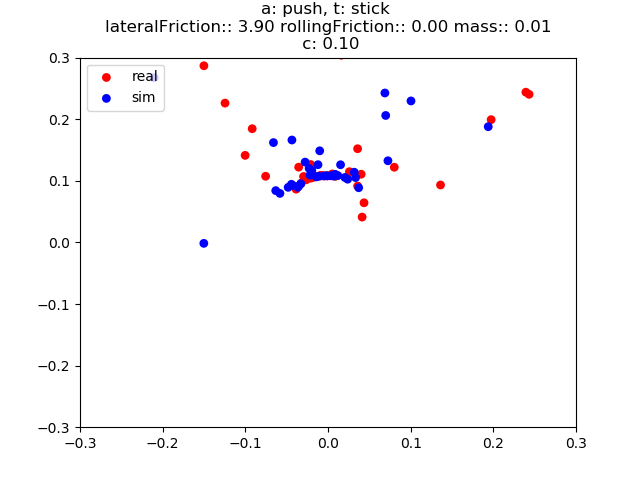 a: push, t: stick
lateralFriction:: 3.90 rollingFriction:: 0.00 mass:: 0.01
c: 0.10
real
sim
0.3
0.2
0.1
0.0
−0.1
−0.2
−0.3
−0.3
−0.2
−0.1
0.0
0.1
0.2
0.3